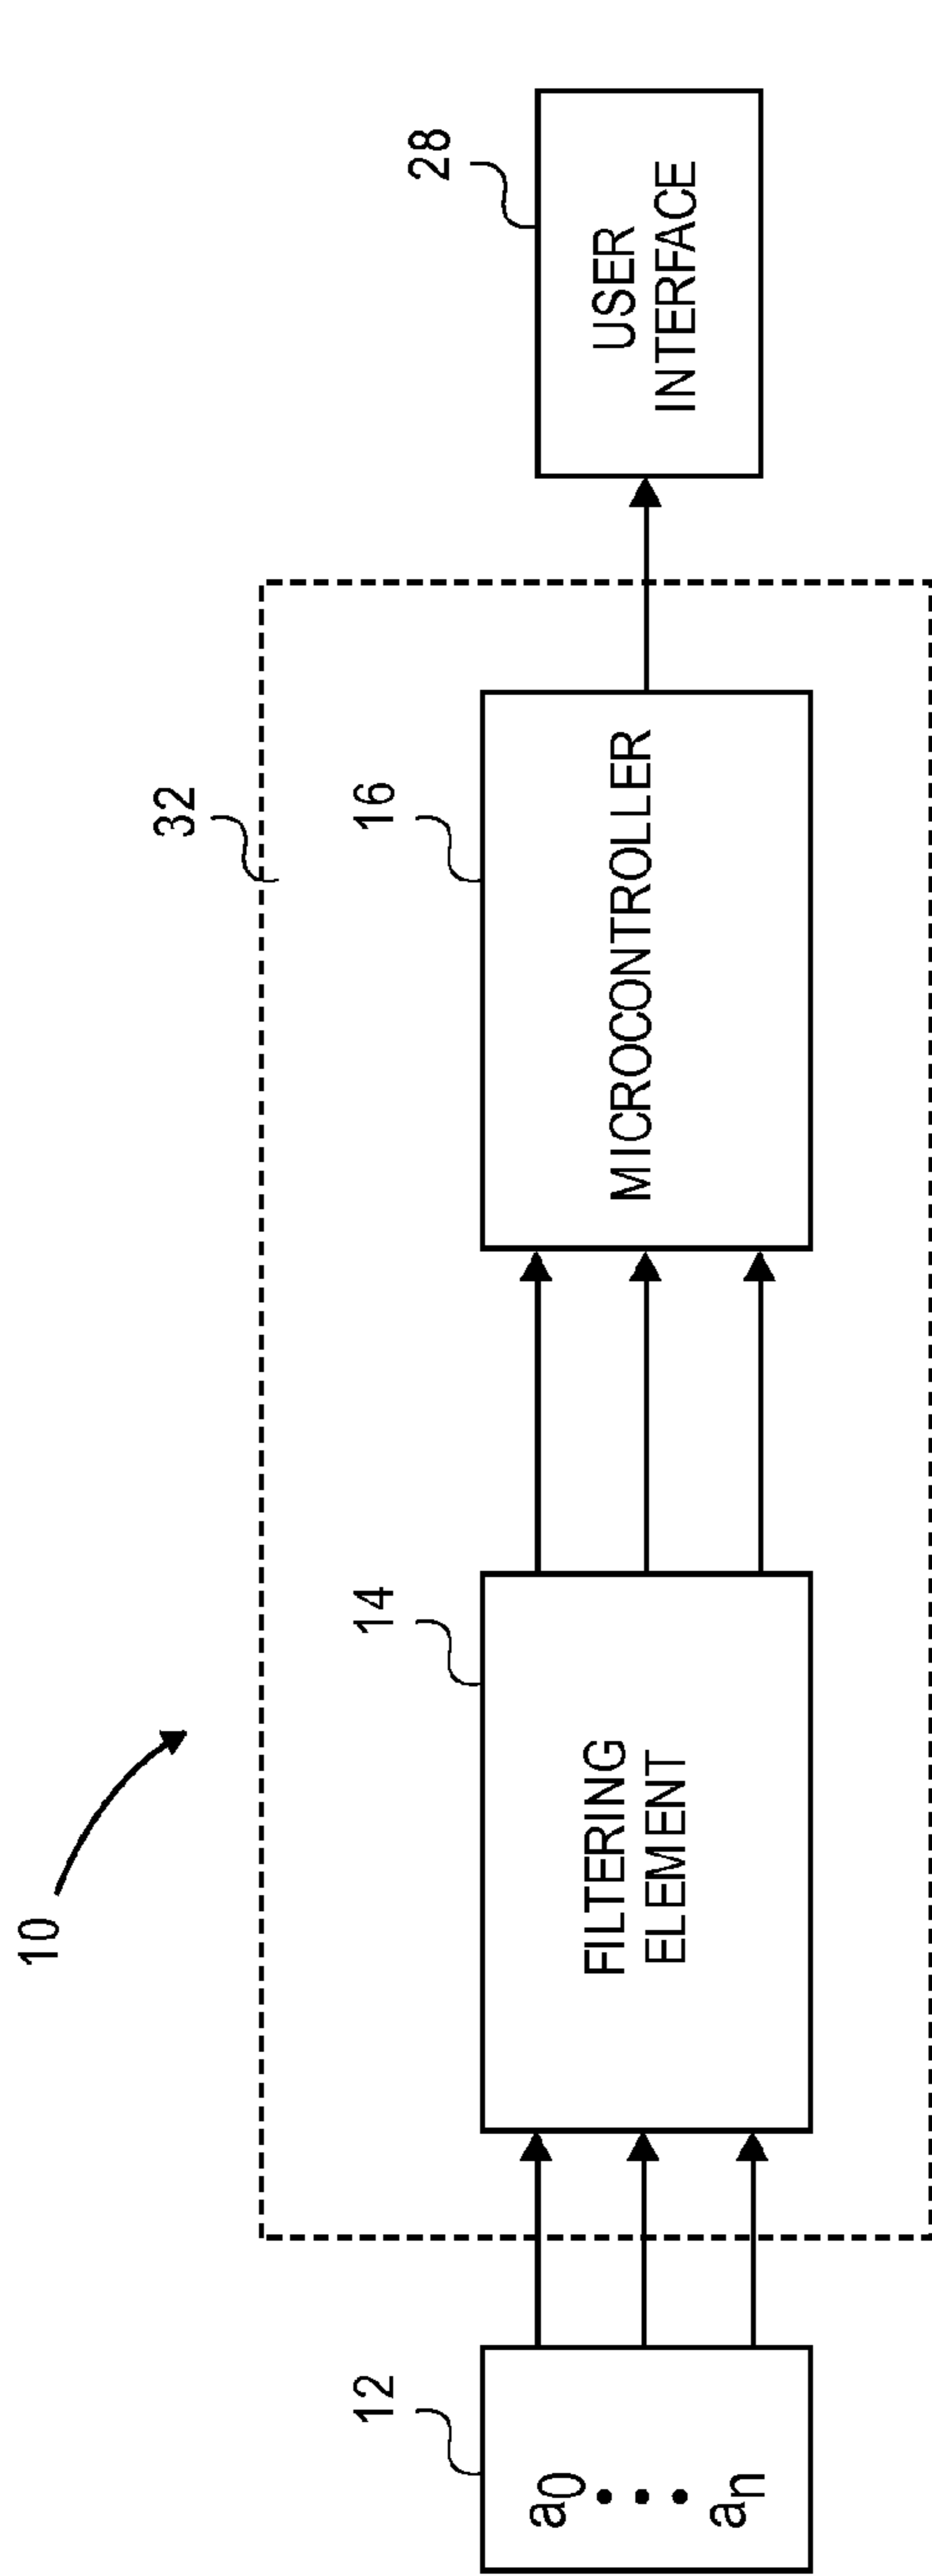 10
32
12
14
16
28
a0
• • •
an
FILTERING
ELEMENT
MICROCONTROLLER
USER
INTERFACE